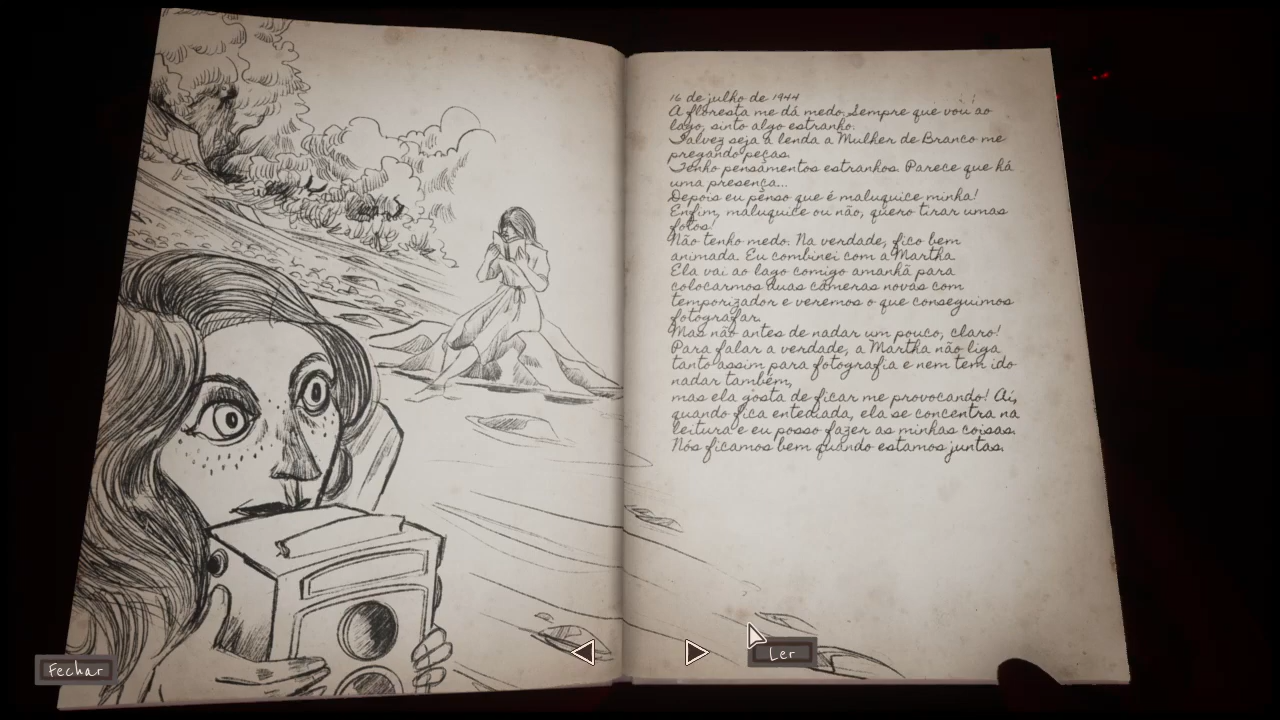 16 de julho de 1944
A floresta me dá medo. Sempre que vou ao
lago, sinto algo estranho.
Talvez seja a lenda a Mulher de Branco me
pregando peças.
Tenho pensamentos estranhos. Parece que há
uma presença...
Depois eu penso que é maluquice minha!
Enfim, maluquice ou não, quero tirar umas
fotos!
Não tenho medo. Na verdade, fico bem
animada. Eu combinei com a Martha.
Ela vai ao lago comigo amanhã para
colocarmos duas câmeras novas com
temporizador e veremos o que conseguimos
fotografar.
Mas não antes de nadar um pouco, claro!
Para falar a verdade, a Martha não liga
tanto assim para fotografia e nem tem ido
nadar também,
mas ela gosta de ficar me provocando! Aí,
quando fica entediada, ela se concentra na
leitura e eu posso fazer as minhas coisas.
Nós ficamos bem quando estamos juntas.
Fechar
Ler